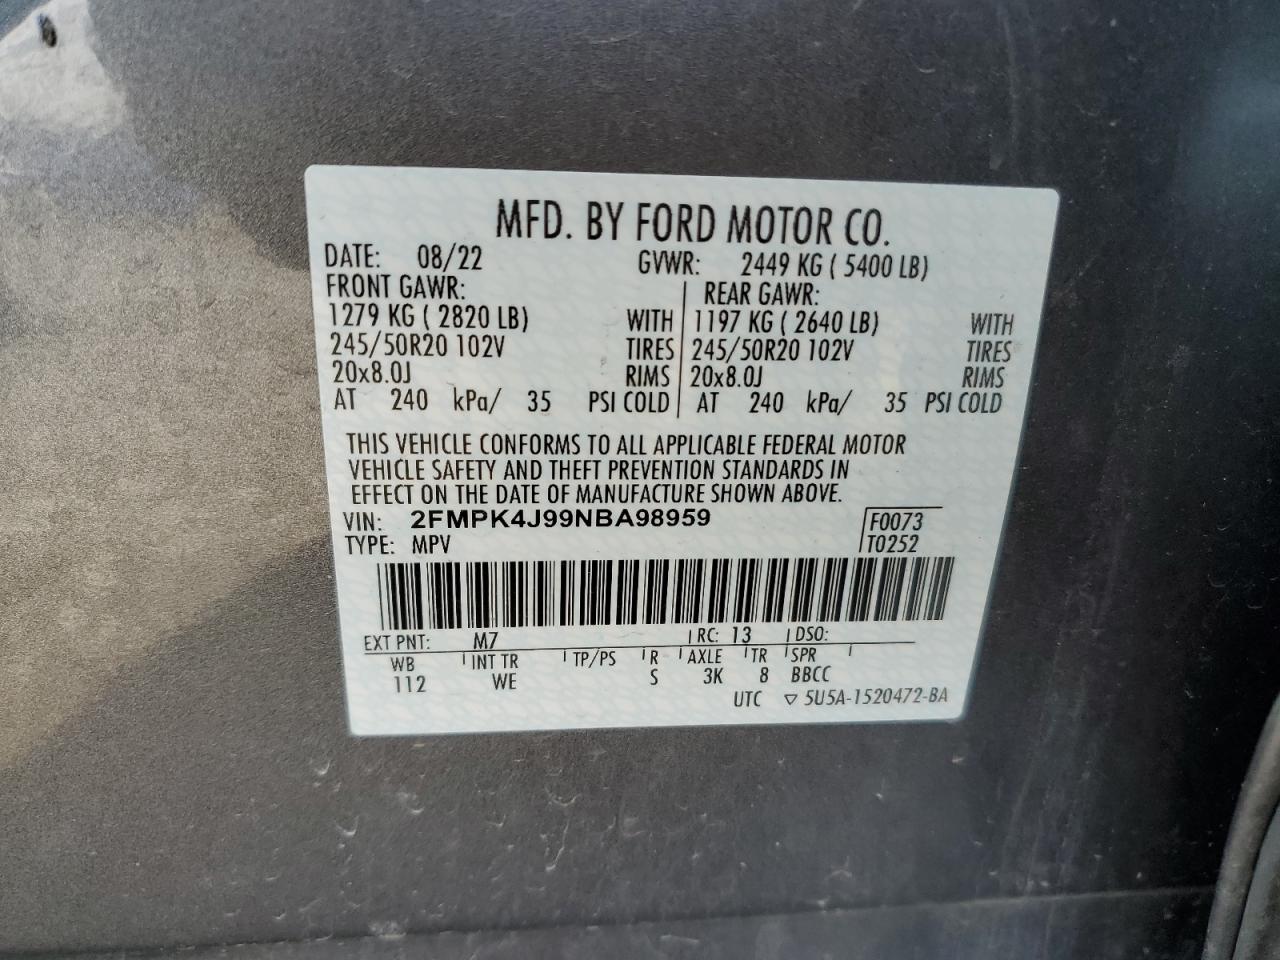 MFD. BY FORD MOTOR CO.
DATE: 08/22 GVWR: 2449 KG ( 5400 LB)
FRONT GAWR: REAR GAWR:
1279 KG ( 2820 LB) WITH 1197 KG ( 2640 LB) WITH
245/50R20 102V TIRES 245/50R20 102V TIRES
20x8.0J RIMS 20x8.0J RIMS
AT 240 kPa/ 35 PSI COLD AT 240 kPa/ 35 PSI COLD
THIS VEHICLE CONFORMS TO ALL APPLICABLE FEDERAL MOTOR
VEHICLE SAFETY AND THEFT PREVENTION STANDARDS IN
EFFECT ON THE DATE OF MANUFACTURE SHOWN ABOVE.
VIN: 2FMPK4J99NBA98959 F0073
TYPE: MPV T0252
EXT PNT: M7 RC: 13 DSO:
WB INT TR TP/PS R AXLE TR SPR
112 WE S 3K 8 BBCC
UTC ▽ 5U5A-1520472-BA